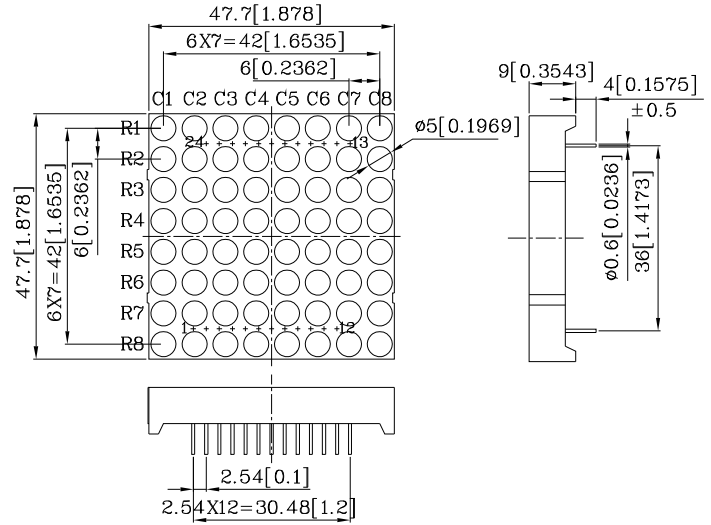 47.7[1.878]
6X7=42[1.6535]
6[0.2362]
C1 C2 C3 C4 C5 C6 C7 C8
R1
R2
R3
R4
R5
R6
R7
R8
24
13
1
12
ø5[0.1969]
47.7[1.878]
6X7=42[1.6535]
6[0.2362]
9[0.3543]
4[0.1575]
±0.5
ø0.6[0.0236]
36[1.4173]
2.54[0.1]
2.54X12=30.48[1.2]